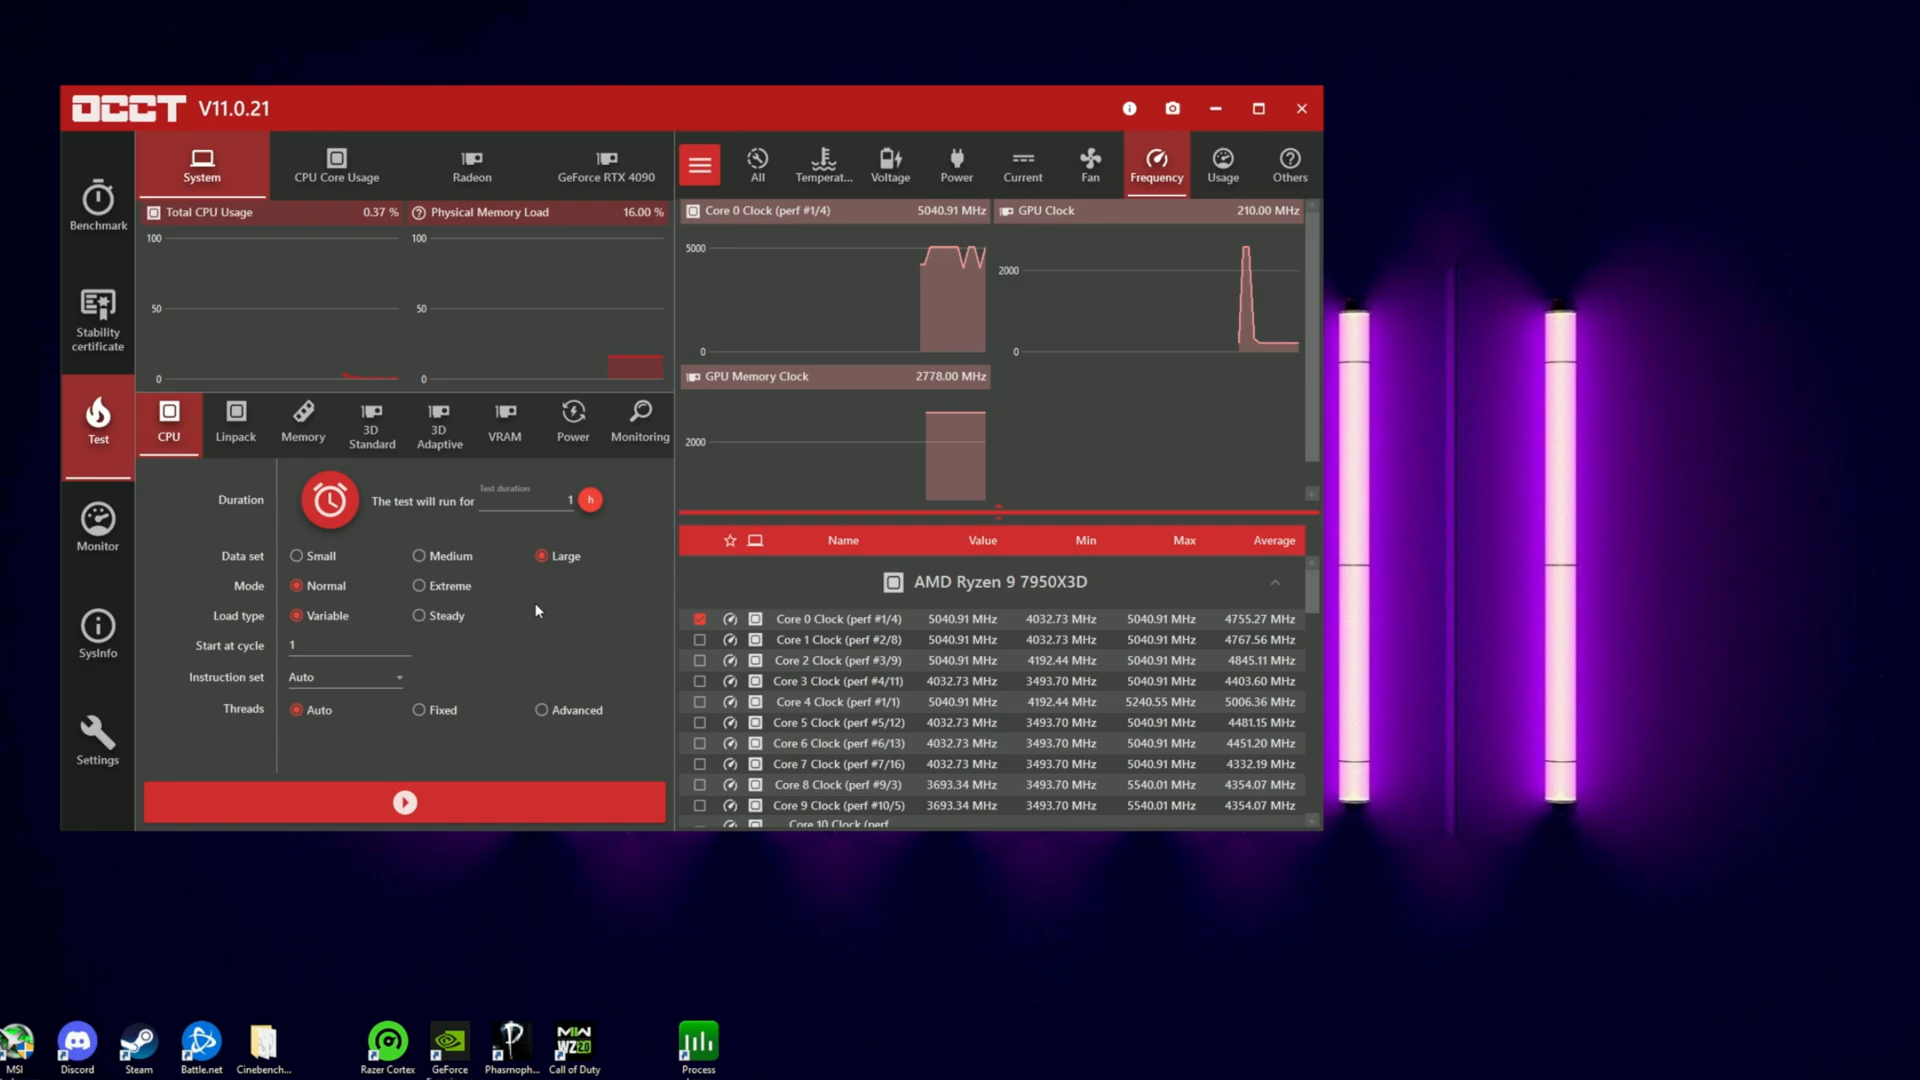 OCCT V11.0.21
System
CPU Core Usage
Radeon
GeForce RTX 4090
All
Temperat...
Voltage
Power
Current
Fan
Frequency
Usage
Others
Benchmark
Stability
certificate
Test
Monitor
SysInfo
Settings
Total CPU Usage 0.37 %
100
50
0
Physical Memory Load 16.00 %
100
50
0
Core 0 Clock (perf #1/4) 5040.91 MHz
5000
0
GPU Clock 210.00 MHz
2000
0
GPU Memory Clock 2778.00 MHz
2000
CPU
Linpack
Memory
3D
Standard
3D
Adaptive
VRAM
Power
Monitoring
Duration
The test will run for
Test duration
1 h
Data set Small Medium Large
Mode Normal Extreme
Load type Variable Steady
Start at cycle 1
Instruction set Auto
Threads Auto Fixed Advanced
Name Value Min Max Average
AMD Ryzen 9 7950X3D
Core 0 Clock (perf #1/4) 5040.91 MHz 4032.73 MHz 5040.91 MHz 4755.27 MHz
Core 1 Clock (perf #2/8) 5040.91 MHz 4032.73 MHz 5040.91 MHz 4767.56 MHz
Core 2 Clock (perf #3/9) 5040.91 MHz 4192.44 MHz 5040.91 MHz 4845.11 MHz
Core 3 Clock (perf #4/11) 5040.91 MHz 3493.70 MHz 5040.91 MHz 4403.60 MHz
Core 4 Clock (perf #1/1) 5040.91 MHz 4192.44 MHz 5240.55 MHz 5006.36 MHz
Core 5 Clock (perf #5/12) 4032.73 MHz 3493.70 MHz 5040.91 MHz 4481.15 MHz
Core 6 Clock (perf #6/13) 4032.73 MHz 3493.70 MHz 5040.91 MHz 4451.20 MHz
Core 7 Clock (perf #7/16) 4032.73 MHz 3493.70 MHz 5040.91 MHz 4332.19 MHz
Core 8 Clock (perf #9/3) 3693.34 MHz 3493.70 MHz 5540.01 MHz 4354.07 MHz
Core 9 Clock (perf #10/5) 3693.34 MHz 3493.70 MHz 5540.01 MHz 4354.07 MHz
Core 10 Clock (perf
MSI
Discord
Steam
Battle.net
Cinebench...
Razer Cortex
GeForce
Phasmoph...
MWII
WZ2.0
Call of Duty
Process